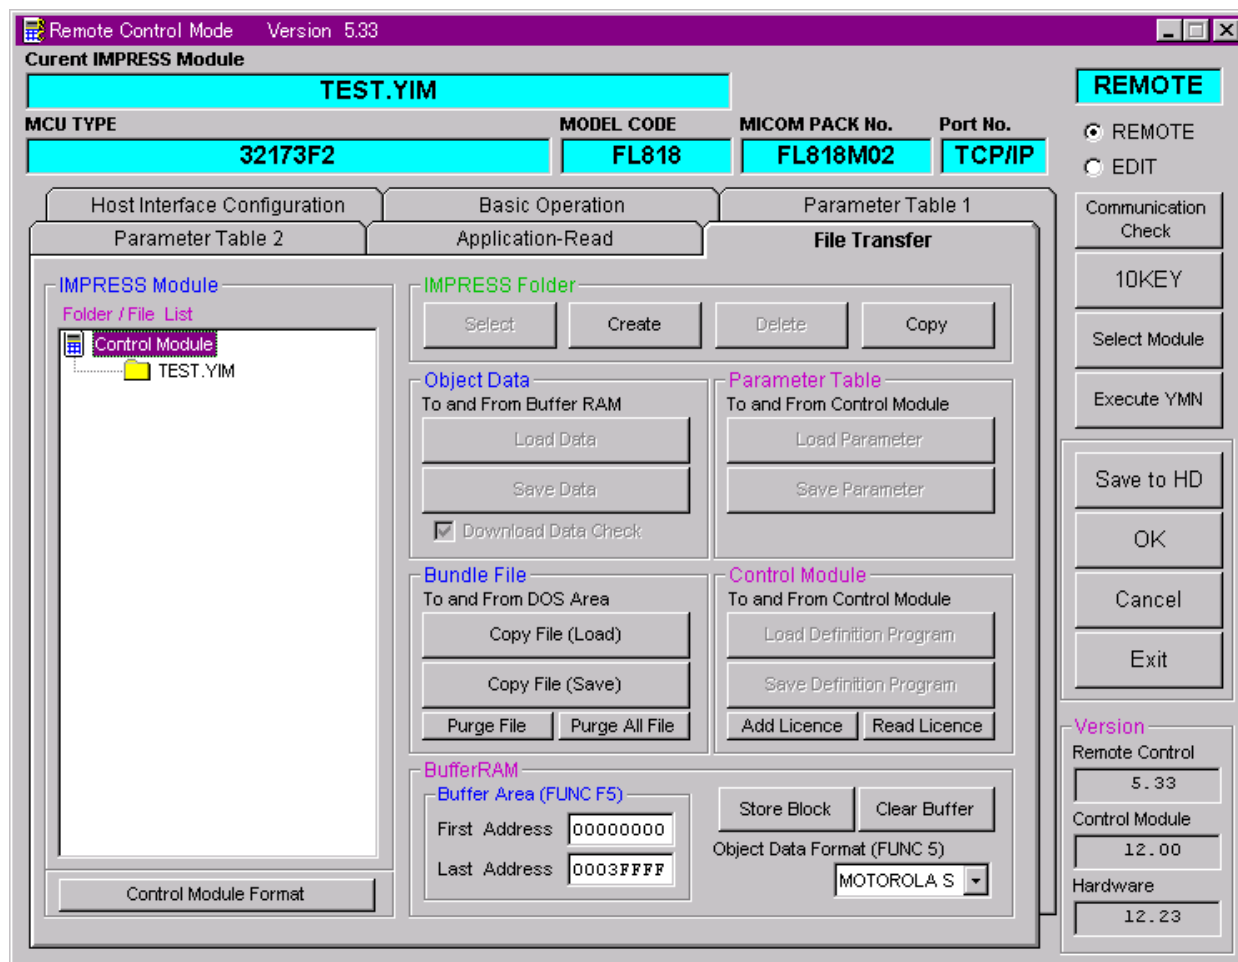 Remote Control Mode Version 5.33
Curent IMPRESS Module
TEST.YIM
REMOTE
MCU TYPE MODEL CODE MICOM PACK No. Port No.
32173F2 FL818 FL818M02 TCP/IP
REMOTE
EDIT
Host Interface Configuration Basic Operation Parameter Table 1
Parameter Table 2 Application-Read File Transfer
Communication Check
10KEY
Select Module
Execute YMN
Save to HD
OK
Cancel
Exit
IMPRESS Module
Folder / File List
Control Module
TEST.YIM
Control Module Format
IMPRESS Folder
Select Create Delete Copy
Object Data
To and From Buffer RAM
Load Data
Save Data
Download Data Check
Parameter Table
To and From Control Module
Load Parameter
Save Parameter
Bundle File
To and From DOS Area
Copy File (Load)
Copy File (Save)
Purge File Purge All File
Control Module
To and From Control Module
Load Definition Program
Save Definition Program
Add Licence Read Licence
BufferRAM
Buffer Area (FUNC F5)
First Address 00000000
Last Address 0003FFFF
Store Block Clear Buffer
Object Data Format (FUNC 5)
MOTOROLA S
Version
Remote Control
5.33
Control Module
12.00
Hardware
12.23